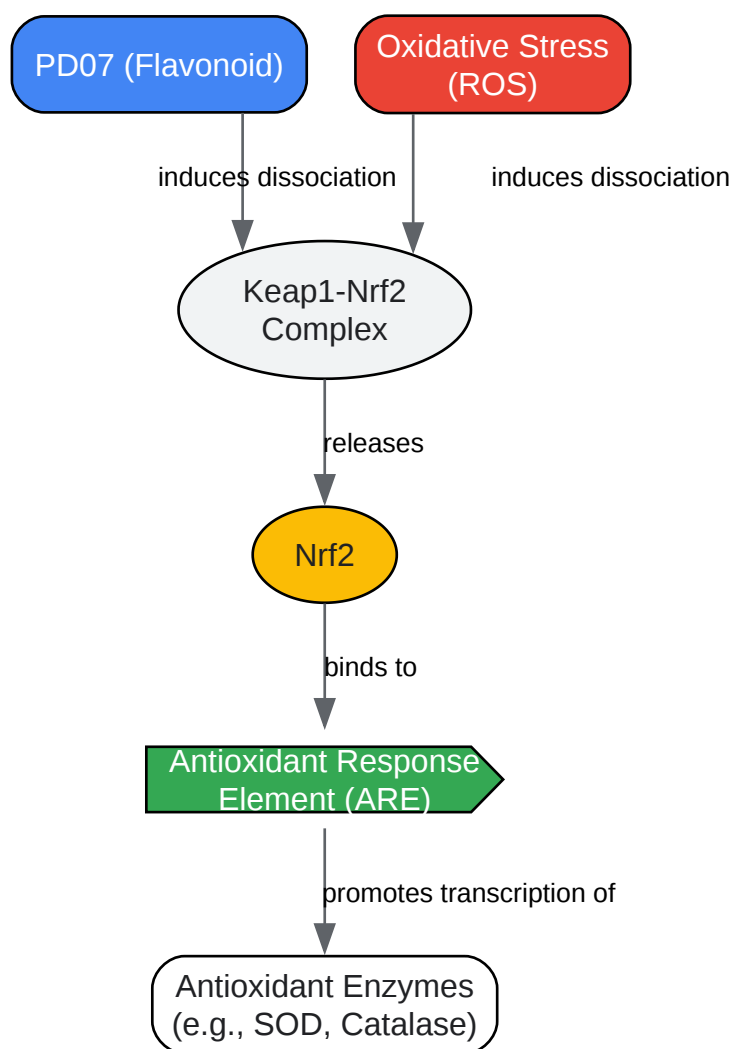 PD07 (Flavonoid)
Oxidative Stress
(ROS)
induces dissociation
induces dissociation
Keap1-Nrf2
Complex
releases
Nrf2
binds to
Antioxidant Response
Element (ARE)
promotes transcription of
Antioxidant Enzymes
(e.g., SOD, Catalase)